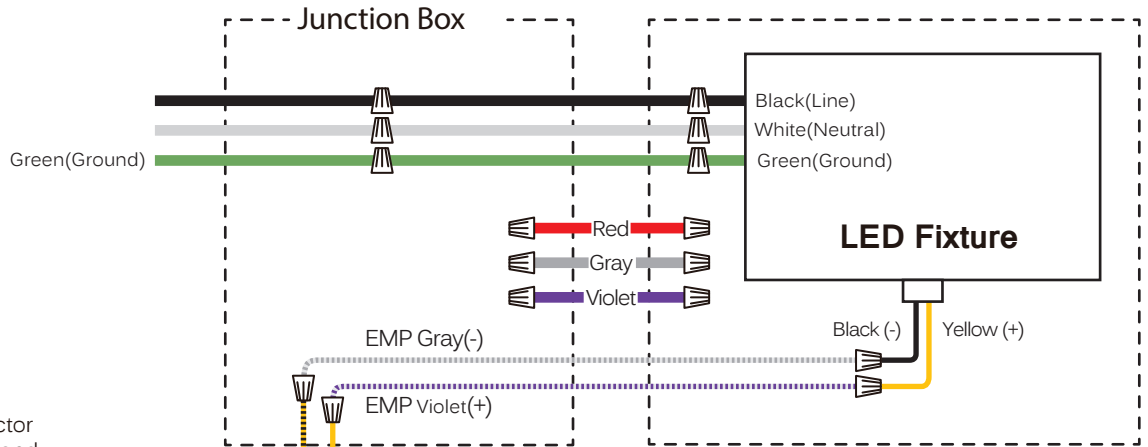 Junction Box
Black(Line)
White(Neutral)
Green(Ground)
Green(Ground)
Red
LED Fixture
Gray
Violet
Black (-)
Yellow (+)
EMP Gray(-)
EMP Violet(+)
ctor